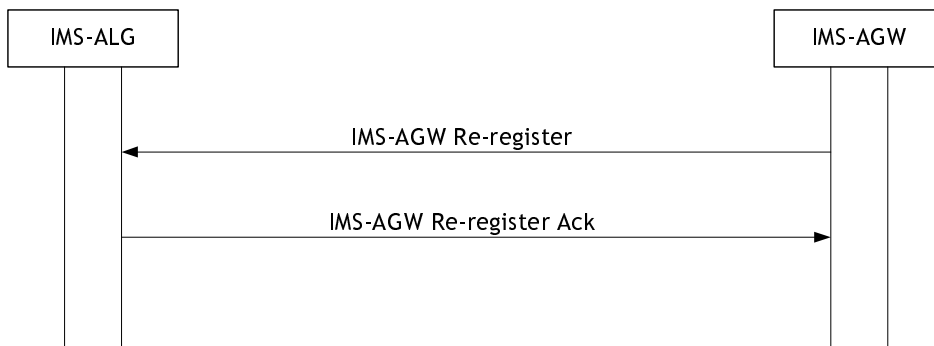 IMS-ALG
IMS-AGW
IMS-AGW Re-register
IMS-AGW Re-register Ack